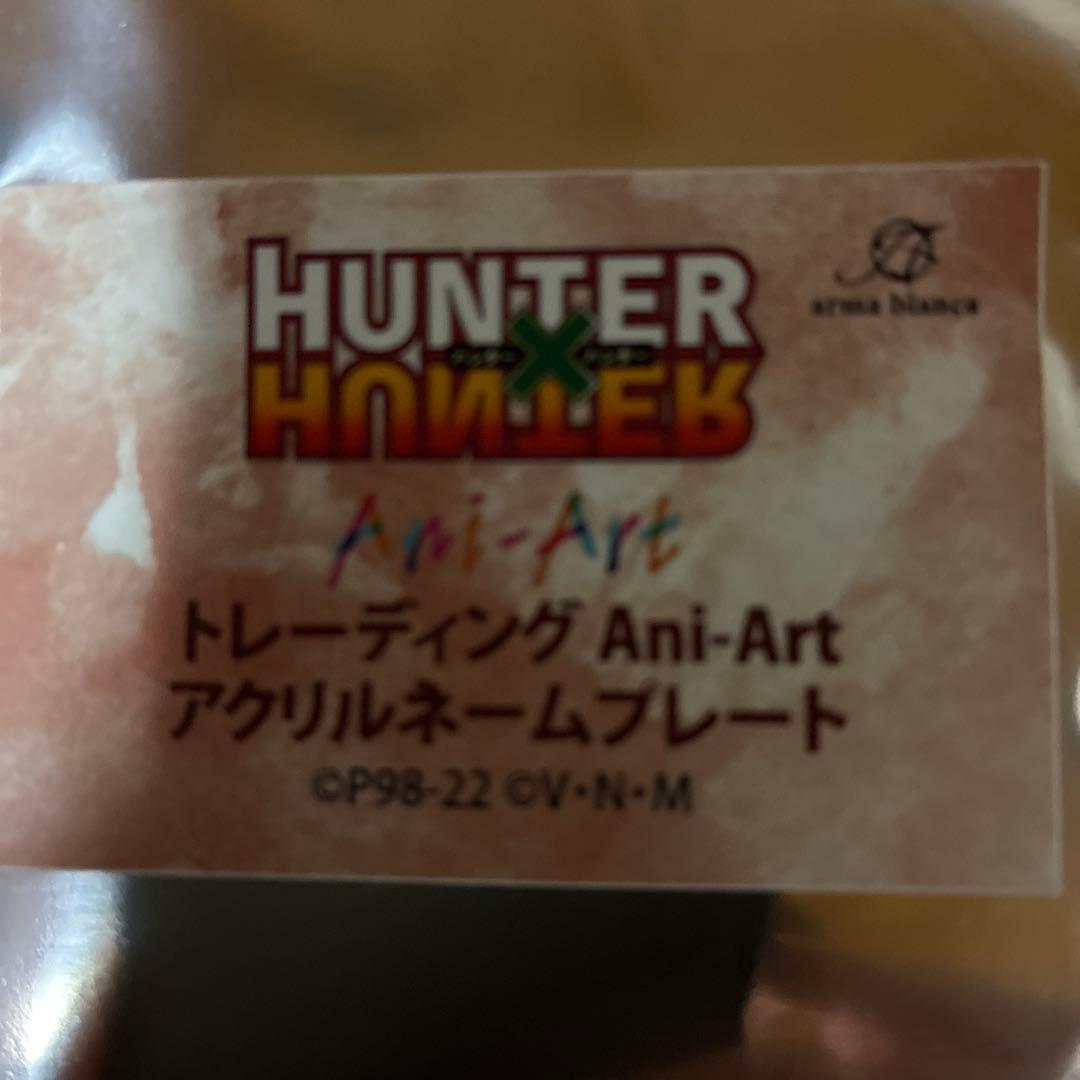 HUNTER
ハンター×ハンター
HUNTER
arma bianca
Ani-Art
トレーディング Ani-Art
アクリルネームプレート
©P98-22 ©V・N・M